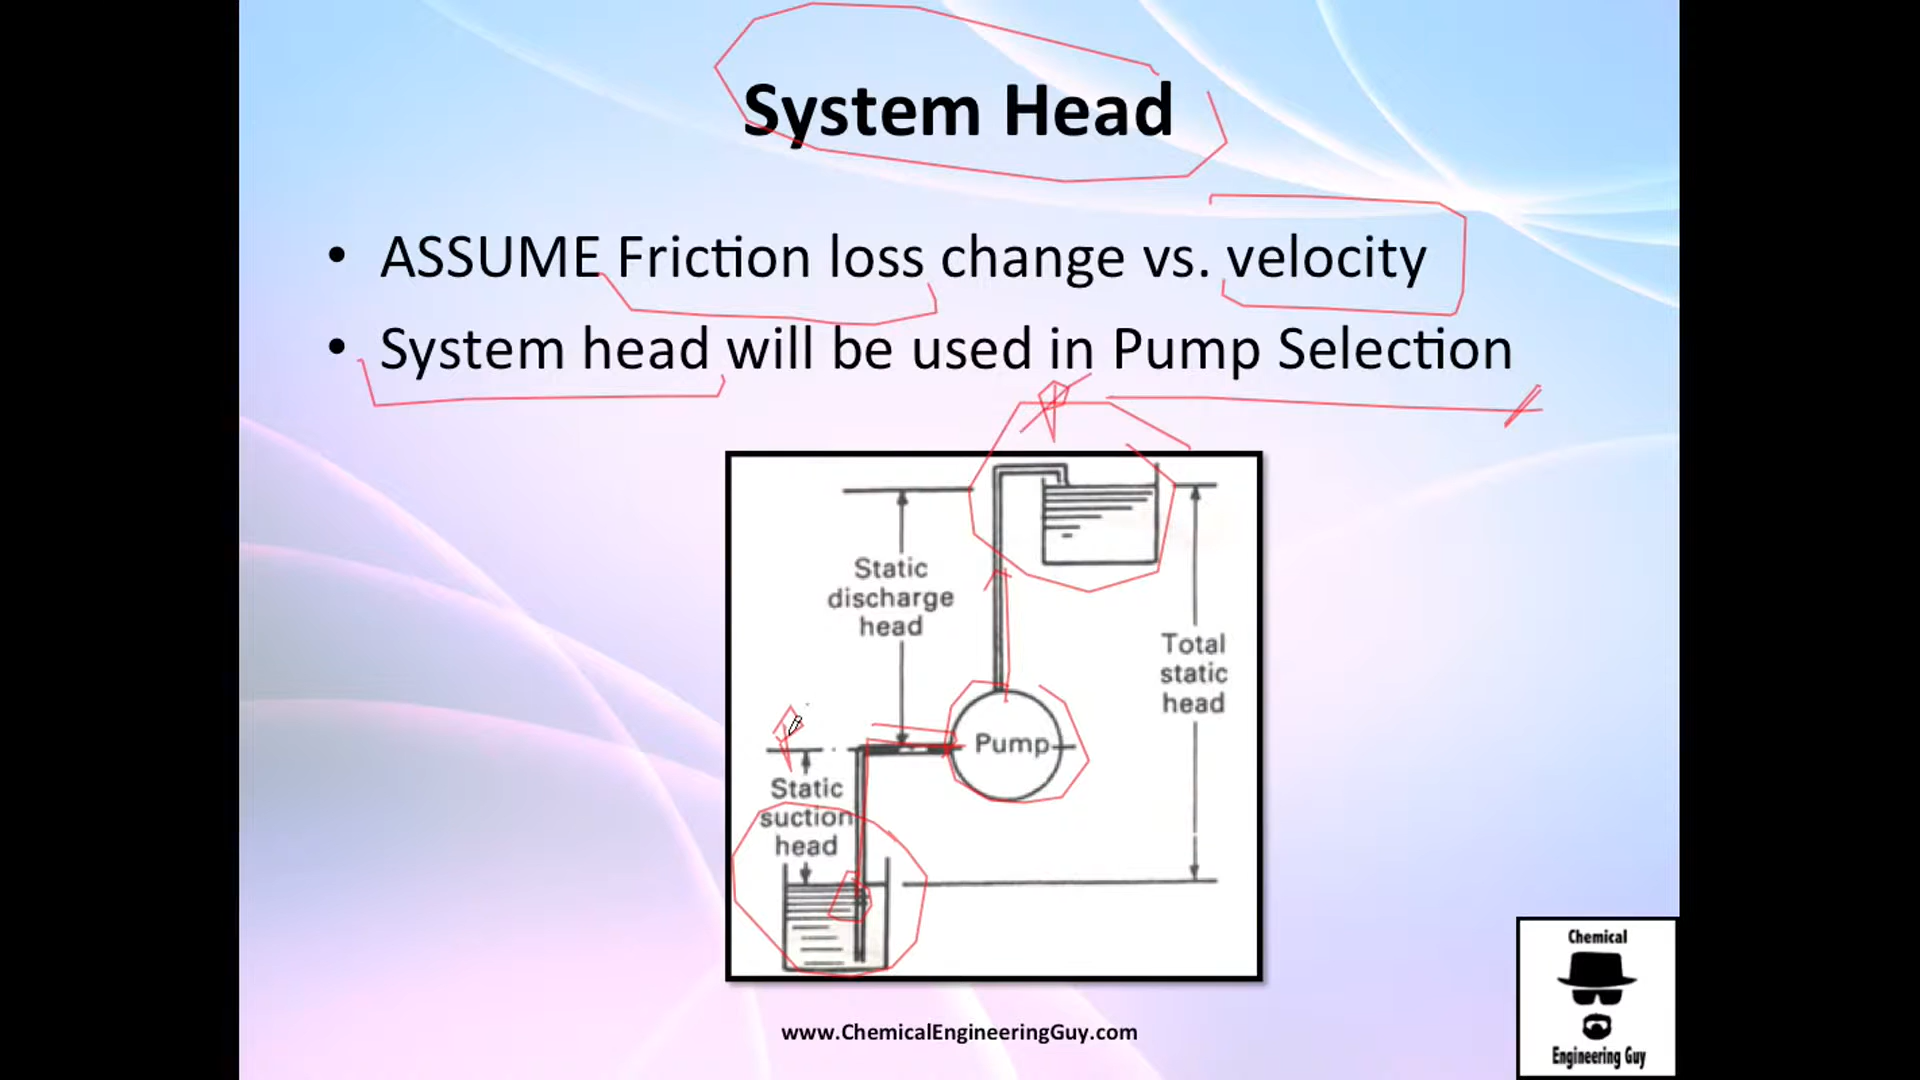 System Head
• ASSUME Friction loss change vs. velocity
• System head will be used in Pump Selection
Static
discharge
head
Total
static
head
Pump
Static
suction
head
www.ChemicalEngineeringGuy.com
Chemical
Engineering Guy